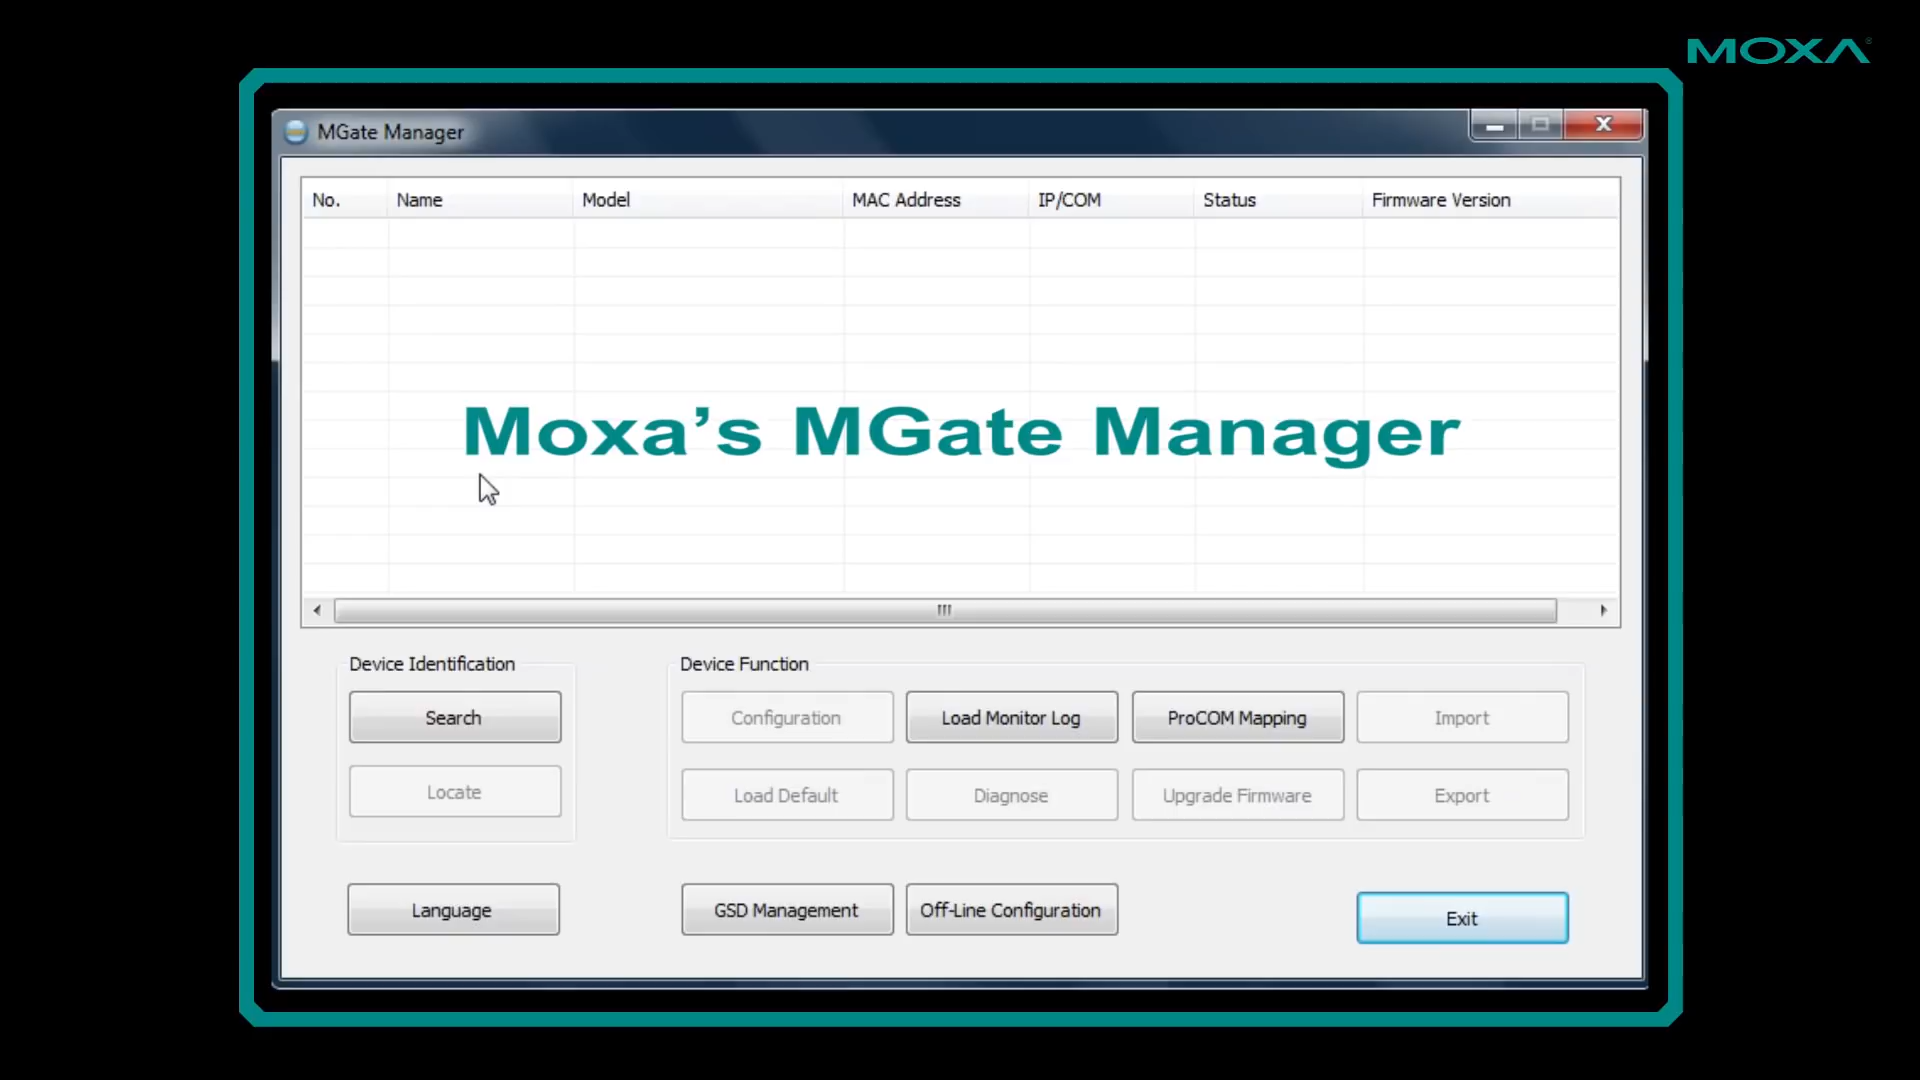 MOXA
MGate Manager
No. Name Model MAC Address IP/COM Status Firmware Version
Moxa’s MGate Manager
Device Identification Device Function
Search Configuration Load Monitor Log ProCOM Mapping Import
Locate Load Default Diagnose Upgrade Firmware Export
Language GSD Management Off-Line Configuration Exit